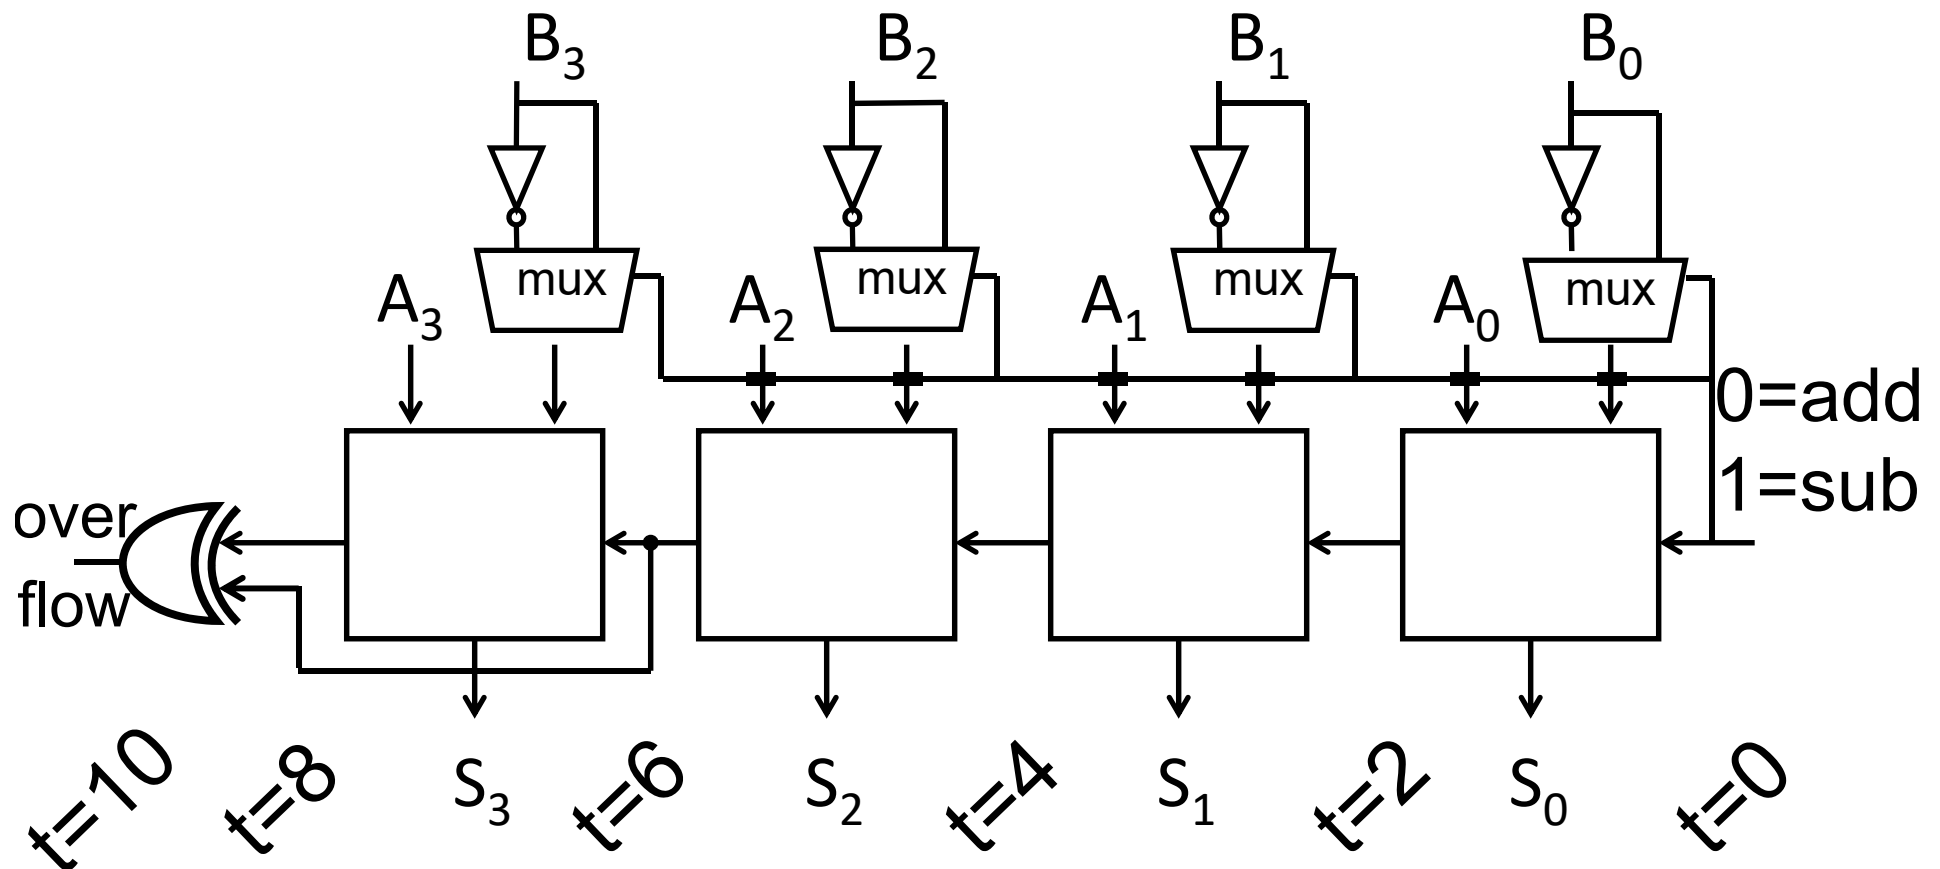 B₃ B₂ B₁ B₀
mux mux mux mux
A₃ A₂ A₁ A₀
0=add
1=sub
over
flow
S₃ S₂ S₁ S₀
t=10 t=8 t=6 t=4 t=2 t=0